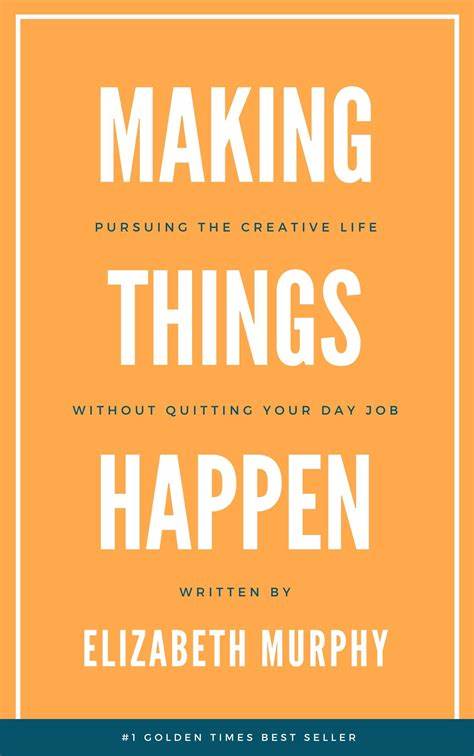 MAKING
PURSUING THE CREATIVE LIFE
THINGS
WITHOUT QUITTING YOUR DAY JOB
HAPPEN
WRITTEN BY
ELIZABETH MURPHY
#1 GOLDEN TIMES BEST SELLER